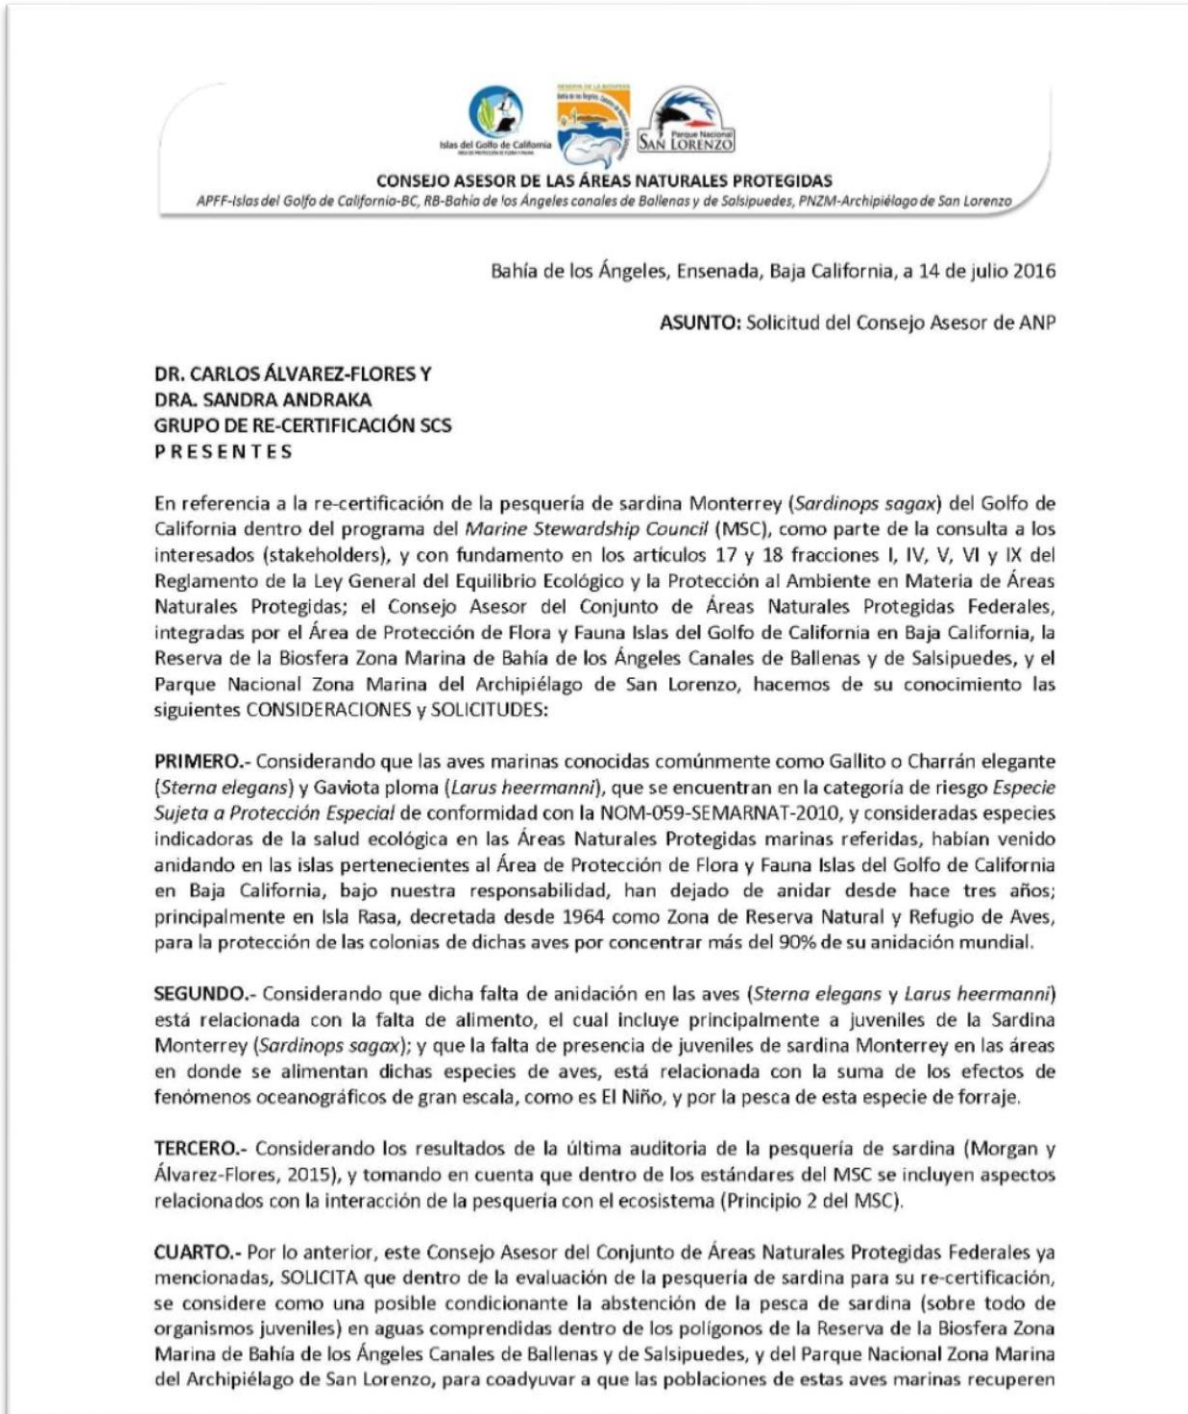 Islas del Golfo de California
Parque Nacional
SAN LORENZO
CONSEJO ASESOR DE LAS ÁREAS NATURALES PROTEGIDAS
APFF-Islas del Golfo de California-BC, RB-Bahía de los Ángeles canales de Ballenas y de Salsipuedes, PNZM-Archipiélago de San Lorenzo
Bahía de los Ángeles, Ensenada, Baja California, a 14 de julio 2016
ASUNTO: Solicitud del Consejo Asesor de ANP
DR. CARLOS ÁLVAREZ-FLORES Y
DRA. SANDRA ANDRAKA
GRUPO DE RE-CERTIFICACIÓN SCS
P R E S E N T E S
En referencia a la re-certificación de la pesquería de sardina Monterrey (Sardinops sagax) del Golfo de
California dentro del programa del Marine Stewardship Council (MSC), como parte de la consulta a los
interesados (stakeholders), y con fundamento en los artículos 17 y 18 fracciones I, IV, V, VI y IX del
Reglamento de la Ley General del Equilibrio Ecológico y la Protección al Ambiente en Materia de Áreas
Naturales Protegidas; el Consejo Asesor del Conjunto de Áreas Naturales Protegidas Federales,
integradas por el Área de Protección de Flora y Fauna Islas del Golfo de California en Baja California, la
Reserva de la Biosfera Zona Marina de Bahía de los Ángeles Canales de Ballenas y de Salsipuedes, y el
Parque Nacional Zona Marina del Archipiélago de San Lorenzo, hacemos de su conocimiento las
siguientes CONSIDERACIONES y SOLICITUDES:
PRIMERO.- Considerando que las aves marinas conocidas comúnmente como Gallito o Charrán elegante
(Sterna elegans) y Gaviota ploma (Larus heermanni), que se encuentran en la categoría de riesgo Especie
Sujeta a Protección Especial de conformidad con la NOM-059-SEMARNAT-2010, y consideradas especies
indicadoras de la salud ecológica en las Áreas Naturales Protegidas marinas referidas, habían venido
anidando en las islas pertenecientes al Área de Protección de Flora y Fauna Islas del Golfo de California
en Baja California, bajo nuestra responsabilidad, han dejado de anidar desde hace tres años;
principalmente en Isla Rasa, decretada desde 1964 como Zona de Reserva Natural y Refugio de Aves,
para la protección de las colonias de dichas aves por concentrar más del 90% de su anidación mundial.
SEGUNDO.- Considerando que dicha falta de anidación en las aves (Sterna elegans y Larus heermanni)
está relacionada con la falta de alimento, el cual incluye principalmente a juveniles de la Sardina
Monterrey (Sardinops sagax); y que la falta de presencia de juveniles de sardina Monterrey en las áreas
en donde se alimentan dichas especies de aves, está relacionada con la suma de los efectos de
fenómenos oceanográficos de gran escala, como es El Niño, y por la pesca de esta especie de forraje.
TERCERO.- Considerando los resultados de la última auditoria de la pesquería de sardina (Morgan y
Álvarez-Flores, 2015), y tomando en cuenta que dentro de los estándares del MSC se incluyen aspectos
relacionados con la interacción de la pesquería con el ecosistema (Principio 2 del MSC).
CUARTO.- Por lo anterior, este Consejo Asesor del Conjunto de Áreas Naturales Protegidas Federales ya
mencionadas, SOLICITA que dentro de la evaluación de la pesquería de sardina para su re-certificación,
se considere como una posible condicionante la abstención de la pesca de sardina (sobre todo de
organismos juveniles) en aguas comprendidas dentro de los polígonos de la Reserva de la Biosfera Zona
Marina de Bahía de los Ángeles Canales de Ballenas y de Salsipuedes, y del Parque Nacional Zona Marina
del Archipiélago de San Lorenzo, para coadyuvar a que las poblaciones de estas aves marinas recuperen